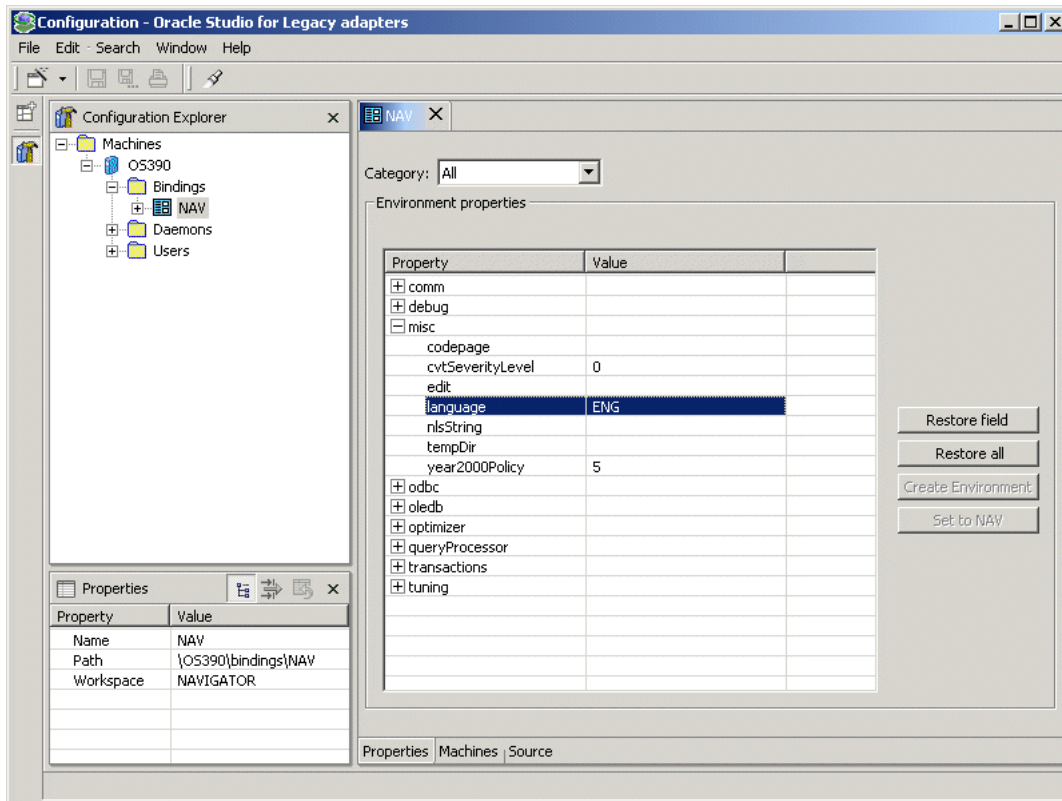 Configuration - Oracle Studio for Legacy adapters
File Edit Search Window Help
Configuration Explorer
Machines
OS390
Bindings
NAV
Daemons
Users
NAV
Category: All
Environment properties
Property Value
comm
debug
misc
codepage
cvtSeverityLevel 0
edit
language ENG
nlsString
tempDir
year2000Policy 5
odbc
oledb
optimizer
queryProcessor
transactions
tuning
Restore field
Restore all
Create Environment
Set to NAV
Properties
Property Value
Name NAV
Path \OS390\bindings\NAV
Workspace NAVIGATOR
Properties Machines Source